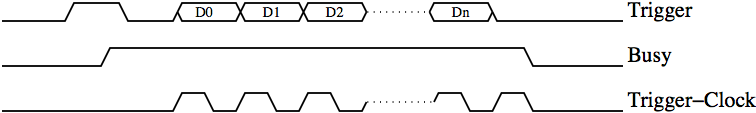 D0 D1 D2 Dn Trigger
Busy
Trigger–Clock